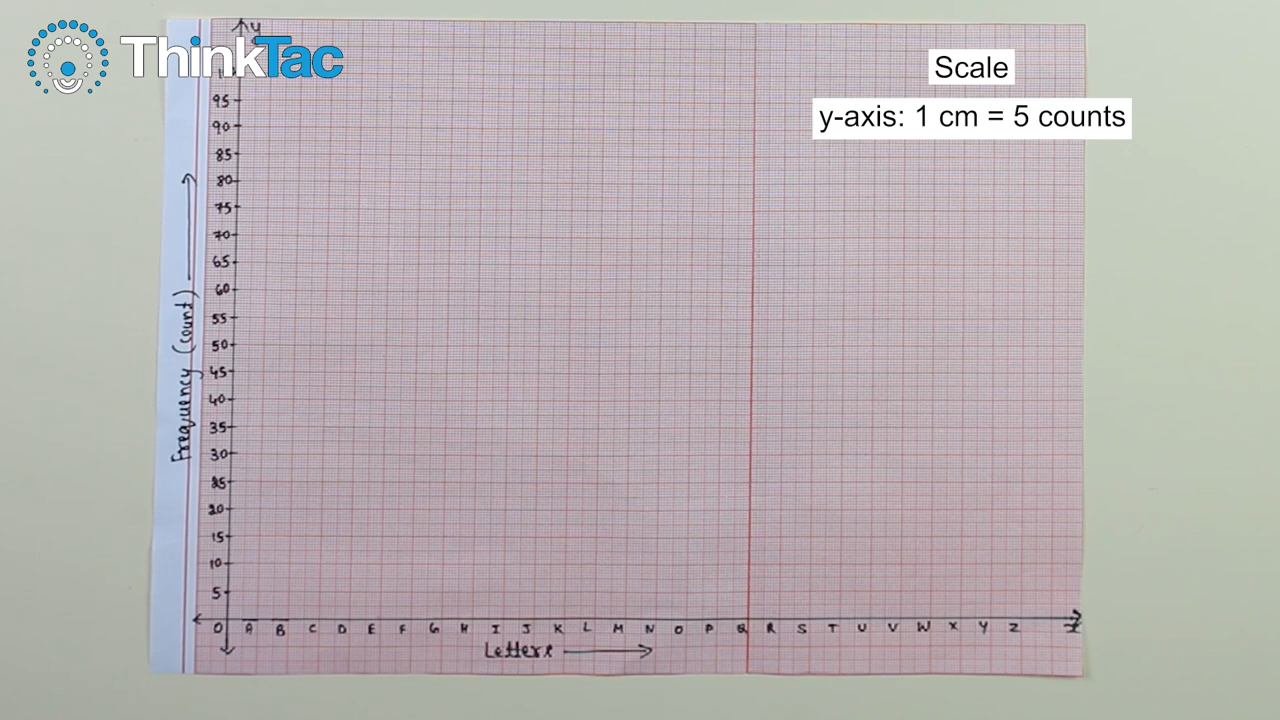 ThinkTac
Scale
y-axis: 1 cm = 5 counts
y
95
90
85
80
75
70
65
60
55
50
45
40
35
30
25
20
15
10
5
Frequency (count)
O A B C D E F G H I J K L M N O P Q R S T U V W X Y Z x
Letters